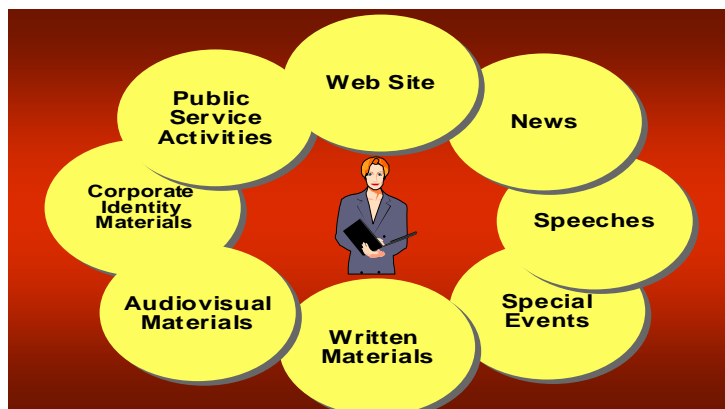 Web Site
News
Speeches
Special
Events
Written
Materials
Audiovisual
Materials
Corporate
Identity
Materials
Public
Service
Activities